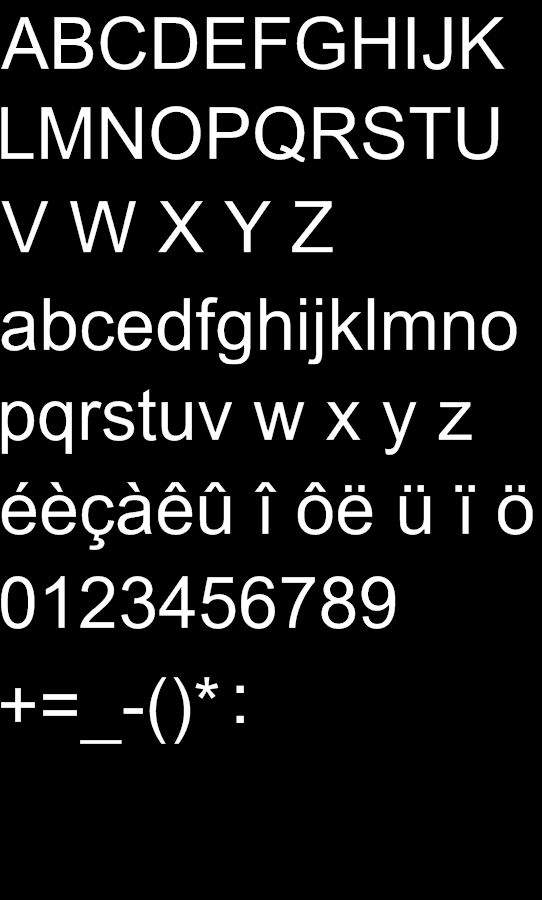 ABCDEFGHIJK
LMNOPQRSTU
V W X Y Z
abcedfghijklmno
pqrstuv w x y z
éèçàêû î ôë ü ï ö
0123456789
+=_-()* :